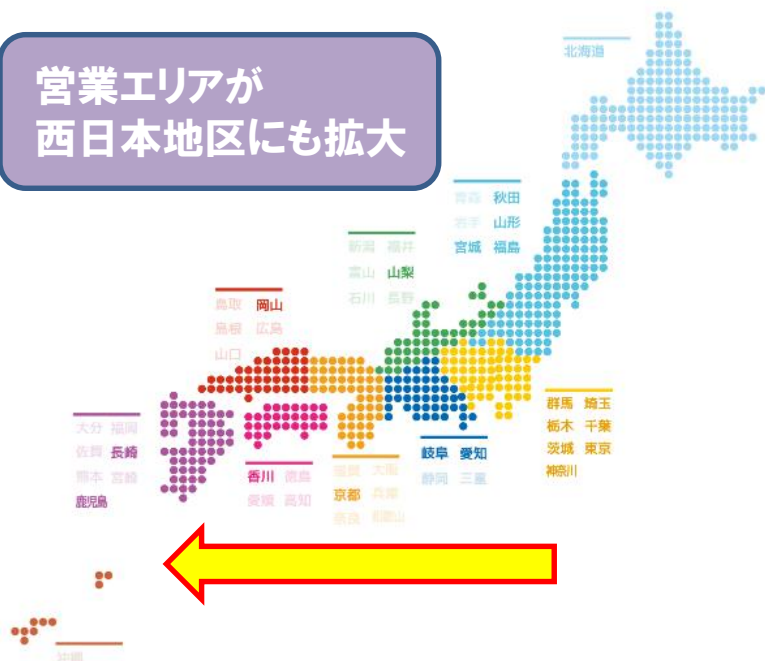 営業エリアが
西日本地区にも拡大
北海道
青森 秋田
岩手 山形
宮城 福島
新潟 福井
富山 山梨
石川 長野
鳥取 岡山
島根 広島
山口
群馬 埼玉
栃木 千葉
茨城 東京
神奈川
大分 福岡
佐賀 長崎
熊本 宮崎
鹿児島
岐阜 愛知
静岡 三重
香川 徳島
愛媛 高知
滋賀 大阪
京都 兵庫
奈良 和歌山
沖縄